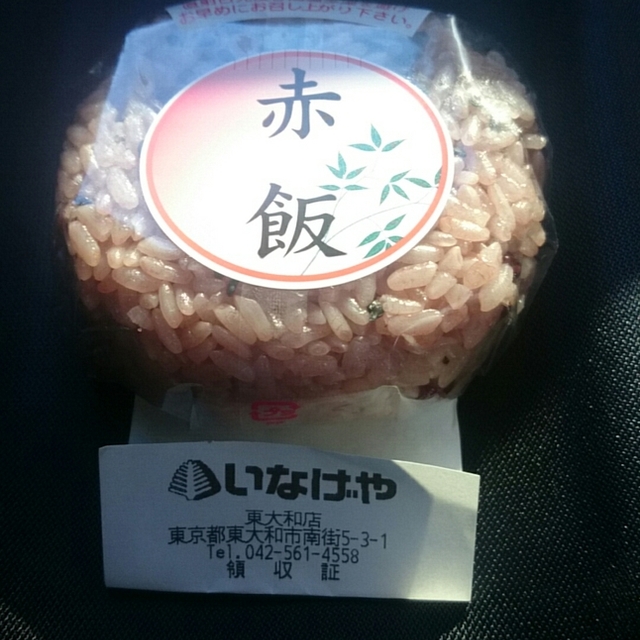 お早めにお召し上がり下さい。
赤飯
いなげや
東大和店
東京都東大和市南街5-3-1
Tel.042-561-4558
領収証